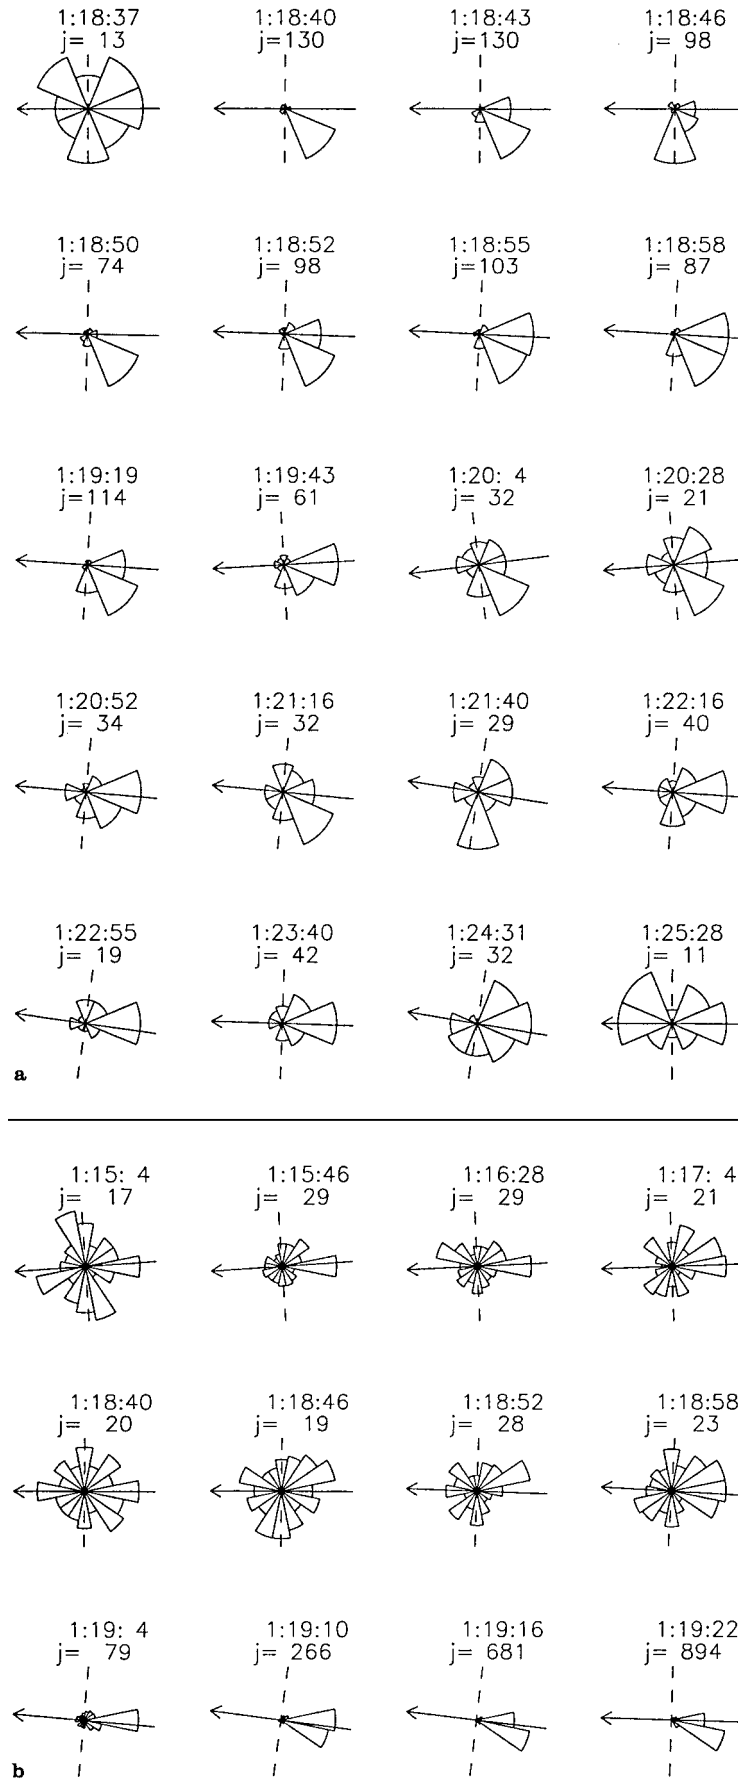 1:18:37 1:18:40 1:18:43 1:18:46
j= 13 j=130 j=130 j= 98
1:18:50 1:18:52 1:18:55 1:18:58
j= 74 j= 98 j=103 j= 87
1:19:19 1:19:43 1:20: 4 1:20:28
j=114 j= 61 j= 32 j= 21
1:20:52 1:21:16 1:21:40 1:22:16
j= 34 j= 32 j= 29 j= 40
1:22:55 1:23:40 1:24:31 1:25:28
j= 19 j= 42 j= 32 j= 11
a
1:15: 4 1:15:46 1:16:28 1:17: 4
j= 17 j= 29 j= 29 j= 21
1:18:40 1:18:46 1:18:52 1:18:58
j= 20 j= 19 j= 28 j= 23
1:19: 4 1:19:10 1:19:16 1:19:22
j= 79 j= 266 j= 681 j= 894
b